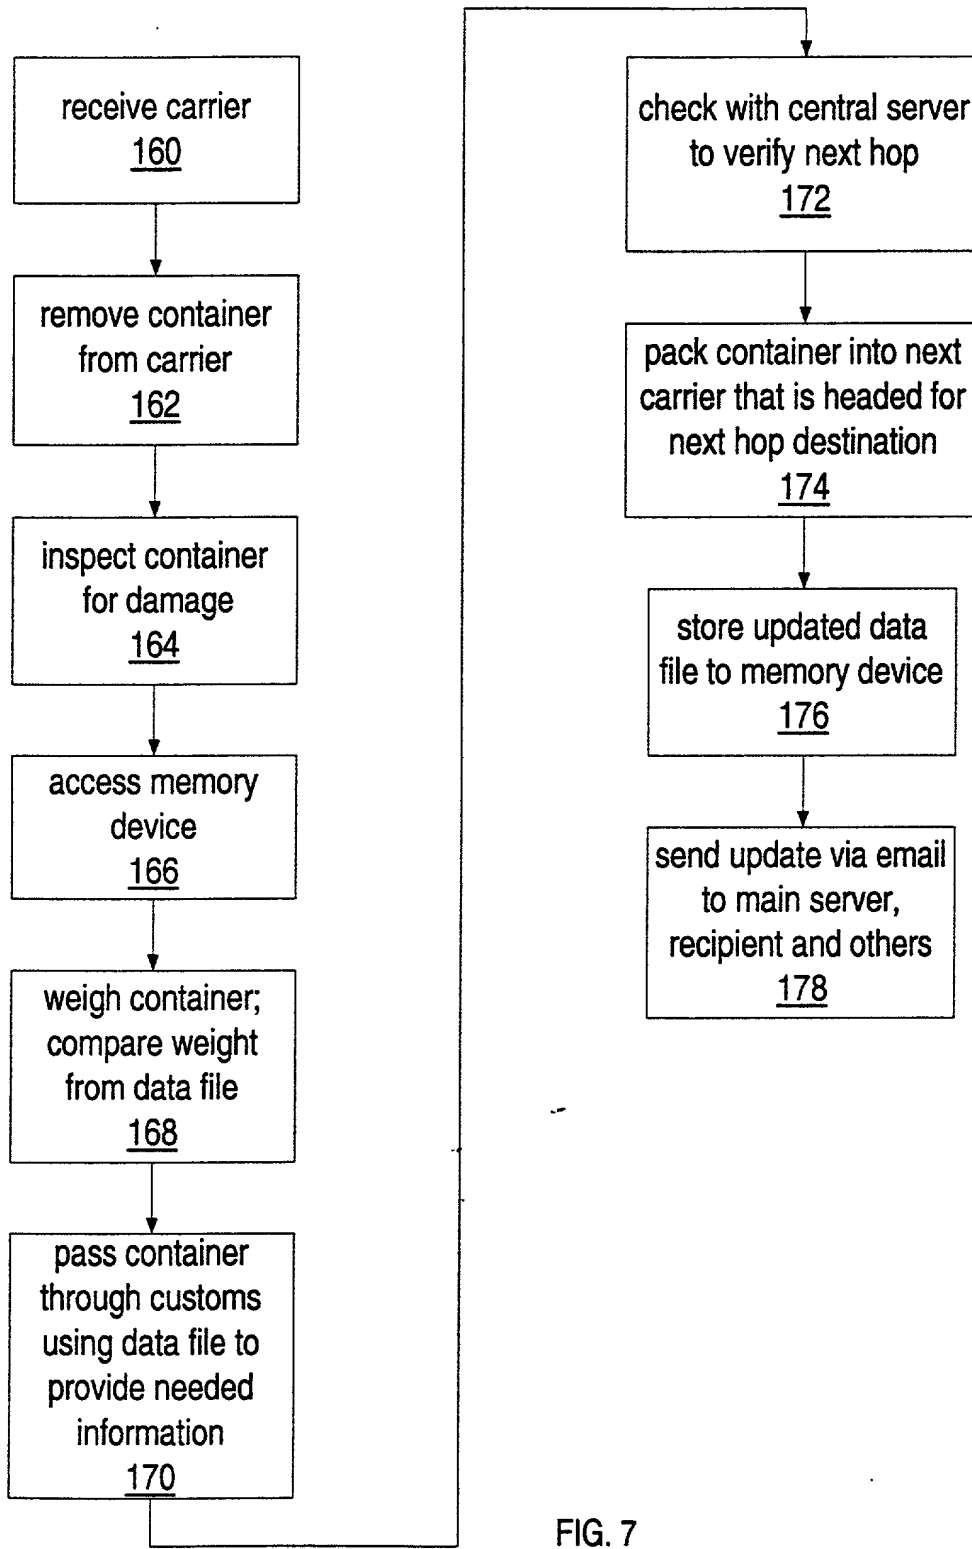 receive carrier
160
remove container
from carrier
162
inspect container
for damage
164
access memory
device
166
weigh container;
compare weight
from data file
168
pass container
through customs
using data file to
provide needed
information
170
check with central server
to verify next hop
172
pack container into next
carrier that is headed for
next hop destination
174
store updated data
file to memory device
176
send update via email
to main server,
recipient and others
178
FIG. 7